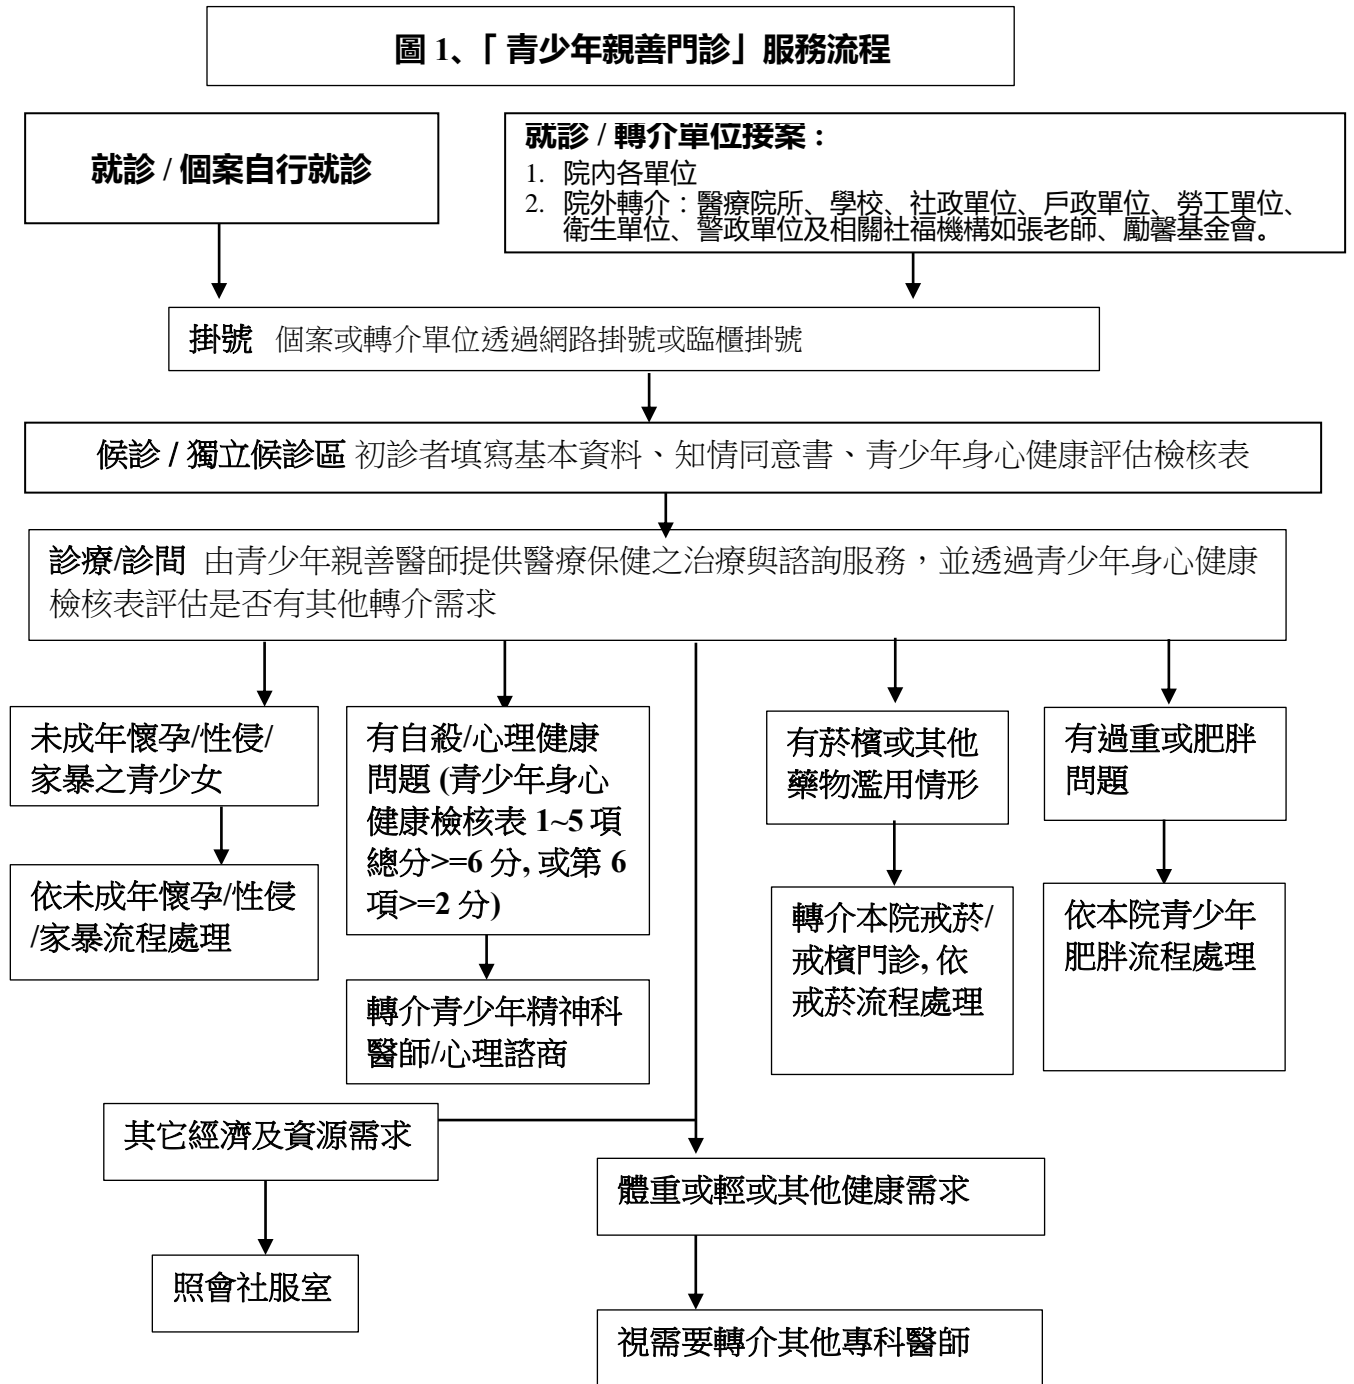 圖 1、「 青少年親善門診」服務流程
就診 / 個案自行就診
就診 / 轉介單位接案：
1. 院內各單位
2. 院外轉介：醫療院所、學校、社政單位、戶政單位、勞工單位、
衛生單位、警政單位及相關社福機構如張老師、勵馨基金會。
掛號 個案或轉介單位透過網路掛號或臨櫃掛號
候診 / 獨立候診區 初診者填寫基本資料、知情同意書、青少年身心健康評估檢核表
診療/診間 由青少年親善醫師提供醫療保健之治療與諮詢服務，並透過青少年身心健康
檢核表評估是否有其他轉介需求
未成年懷孕/性侵/
家暴之青少女
依未成年懷孕/性侵
/家暴流程處理
有自殺/心理健康
問題 (青少年身心
健康檢核表 1~5 項
總分>=6 分, 或第 6
項>=2 分)
轉介青少年精神科
醫師/心理諮商
有菸檳或其他
藥物濫用情形
轉介本院戒菸/
戒檳門診, 依
戒菸流程處理
有過重或肥胖
問題
依本院青少年
肥胖流程處理
其它經濟及資源需求
照會社服室
體重或輕或其他健康需求
視需要轉介其他專科醫師